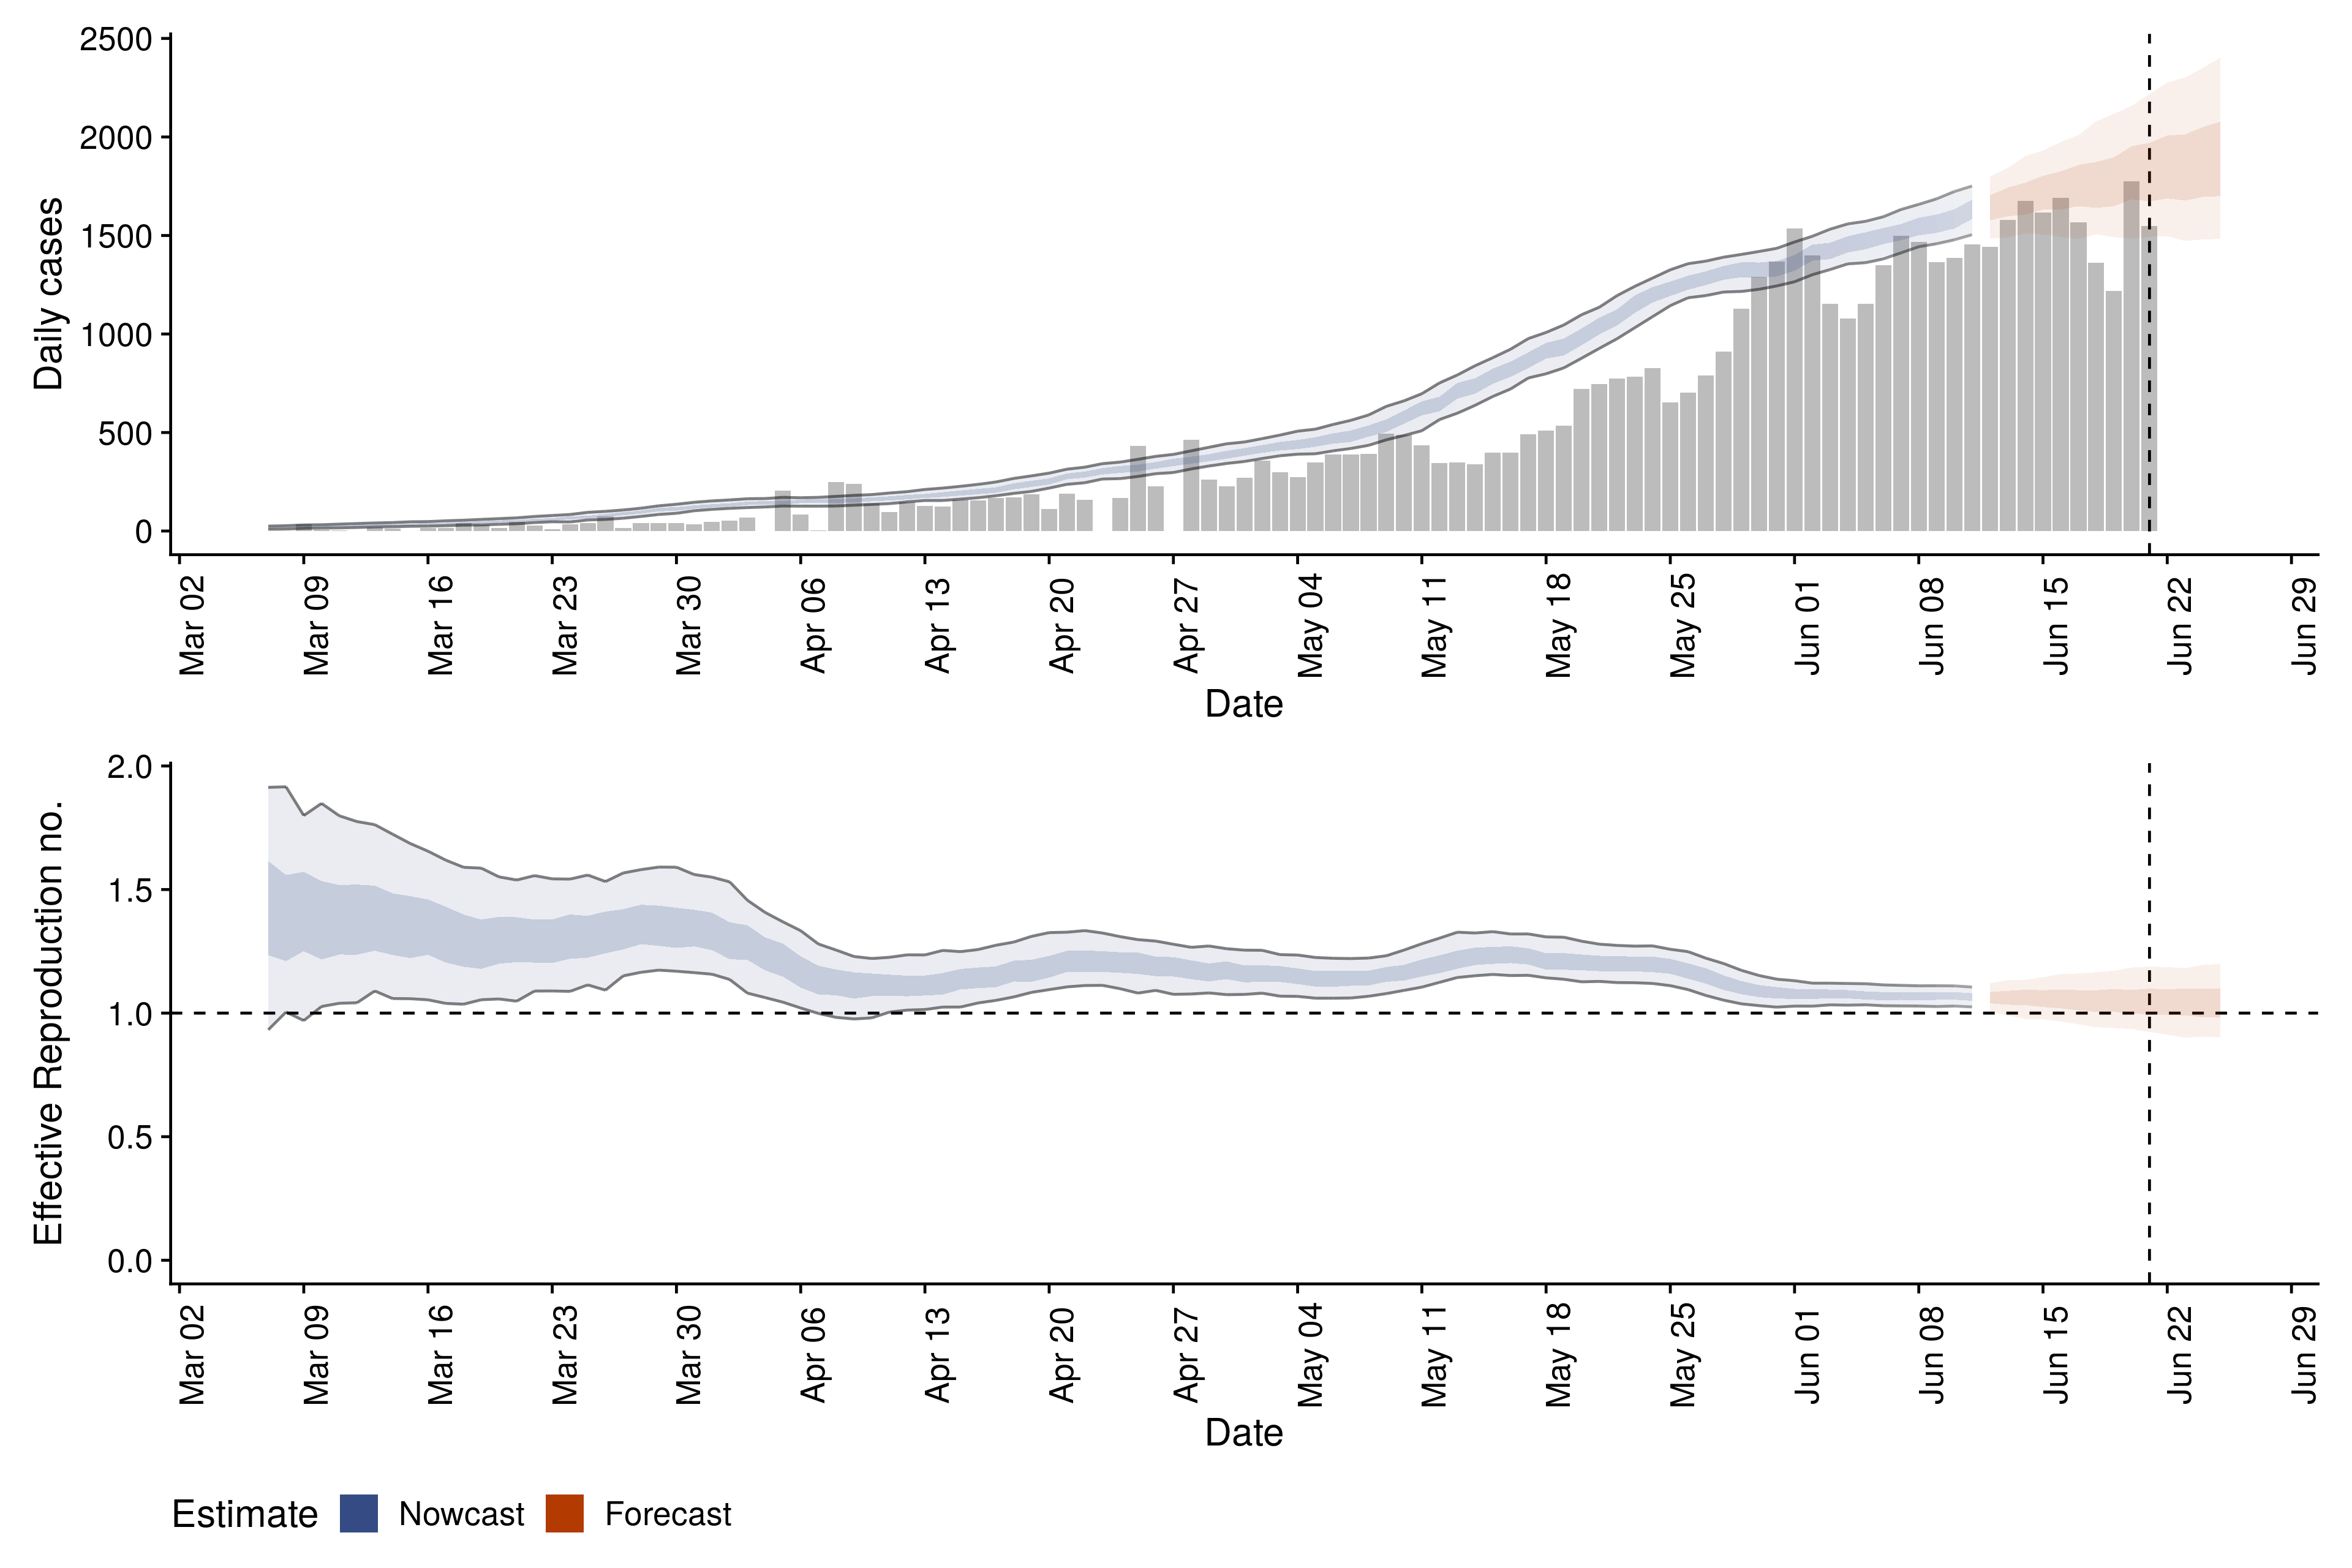 2500
2000
1500
1000
500
0
Daily cases
Mar 02 Mar 09 Mar 16 Mar 23 Mar 30 Apr 06 Apr 13 Apr 20 Apr 27 May 04 May 11 May 18 May 25 Jun 01 Jun 08 Jun 15 Jun 22 Jun 29
Date
2.0
1.5
1.0
0.5
0.0
Effective Reproduction no.
Mar 02 Mar 09 Mar 16 Mar 23 Mar 30 Apr 06 Apr 13 Apr 20 Apr 27 May 04 May 11 May 18 May 25 Jun 01 Jun 08 Jun 15 Jun 22 Jun 29
Date
Estimate Nowcast Forecast